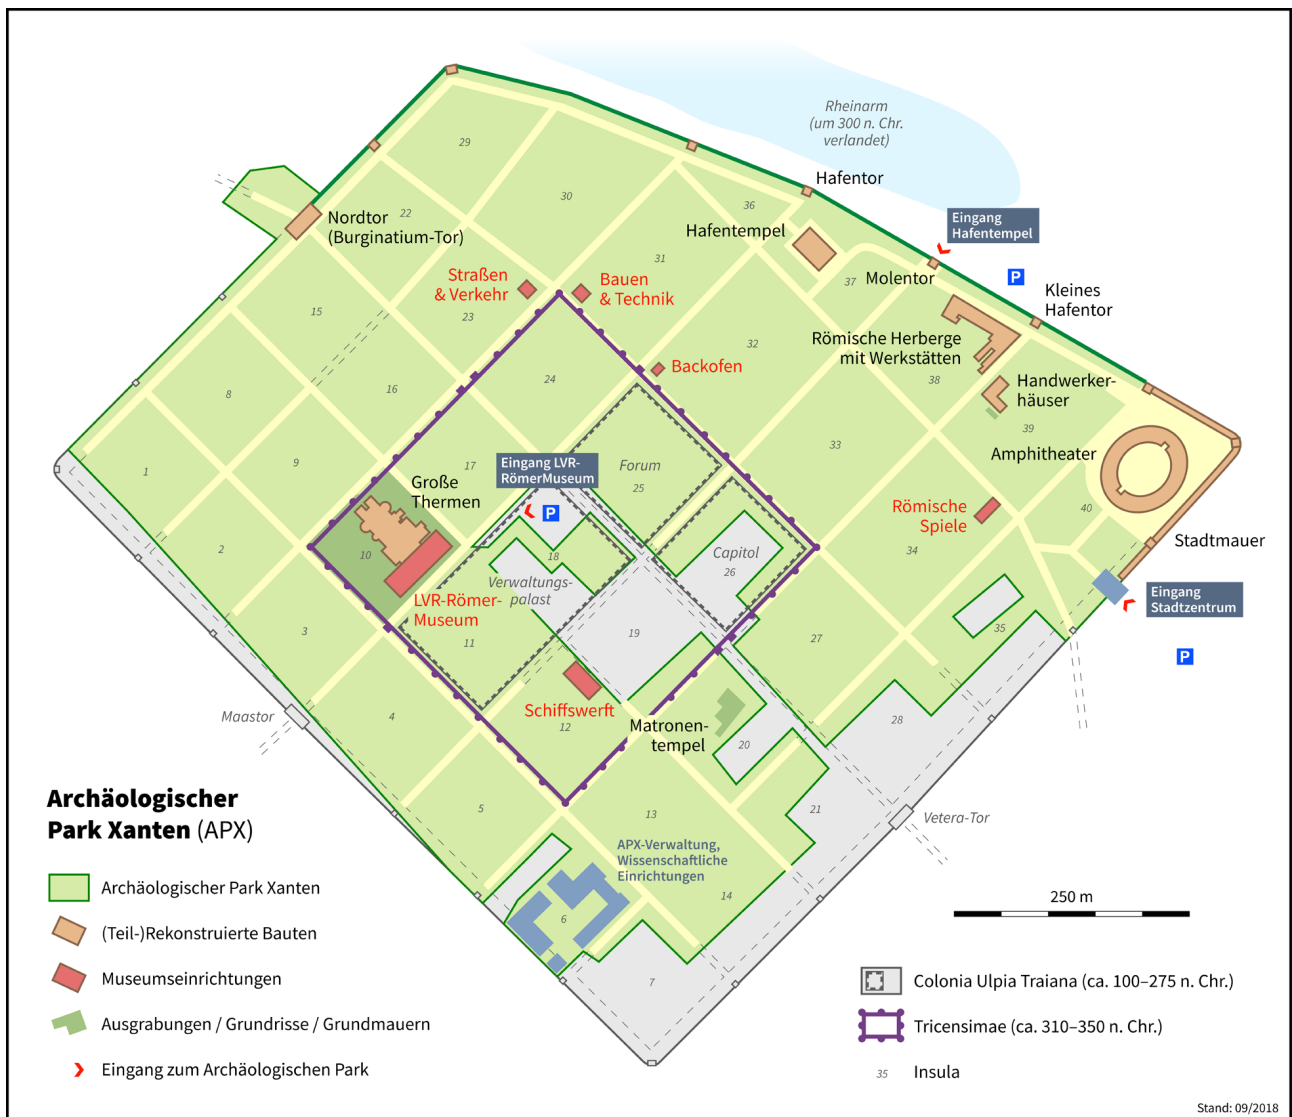 Rheinarm
(um 300 n. Chr.
verlandet)
29
Hafentor
30
36
22
Nordtor
(Burginatium-Tor)
Hafentempel
Eingang
Hafentempel
31
37
Molentor
P
Straßen
& Verkehr
Bauen
& Technik
Kleines
Hafentor
15
23
32
Römische Herberge
mit Werkstätten
Backofen
24
38
Handwerker-
häuser
8
16
39
33
Amphitheater
1
9
17
Eingang LVR-
RömerMuseum
Forum
25
Große
Thermen
P
Römische
Spiele
40
2
10
18
Capitol
26
34
Stadtmauer
Verwaltungs-
palast
LVR-Römer-
Museum
Eingang
Stadtzentrum
3
11
19
27
35
P
Maastor
4
Schiffswerft
12
Matronen-
tempel
20
28
5
13
21
Vetera-Tor
APX-Verwaltung,
Wissenschaftliche
Einrichtungen
14
6
7
250 m
Archäologischer
Park Xanten (APX)
Archäologischer Park Xanten
(Teil-)Rekonstruierte Bauten
Museumseinrichtungen
Ausgrabungen / Grundrisse / Grundmauern
Eingang zum Archäologischen Park
Colonia Ulpia Traiana (ca. 100–275 n. Chr.)
Tricensimae (ca. 310–350 n. Chr.)
35 Insula
Stand: 09/2018